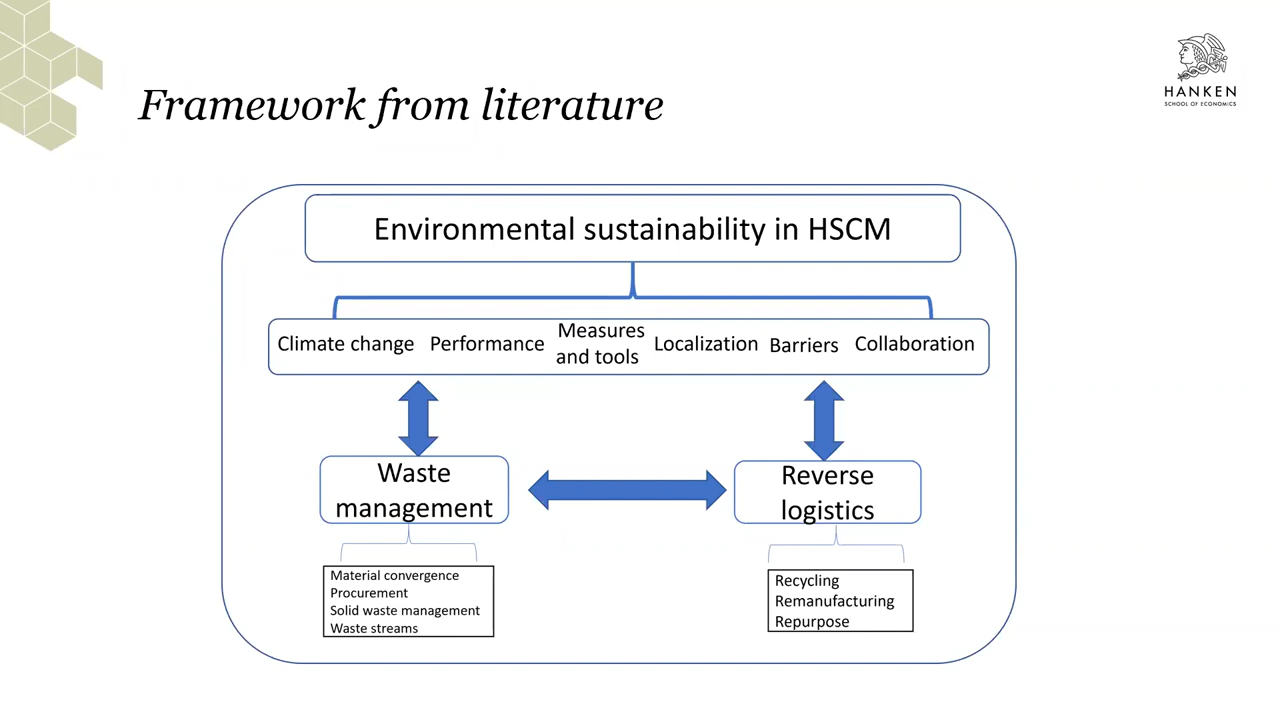 Framework from literature
HANKEN
SCHOOL OF ECONOMICS
Environmental sustainability in HSCM
Climate change
Performance
Measures
and tools
Localization
Barriers
Collaboration
Waste
management
Reverse
logistics
Material convergence
Procurement
Solid waste management
Waste streams
Recycling
Remanufacturing
Repurpose